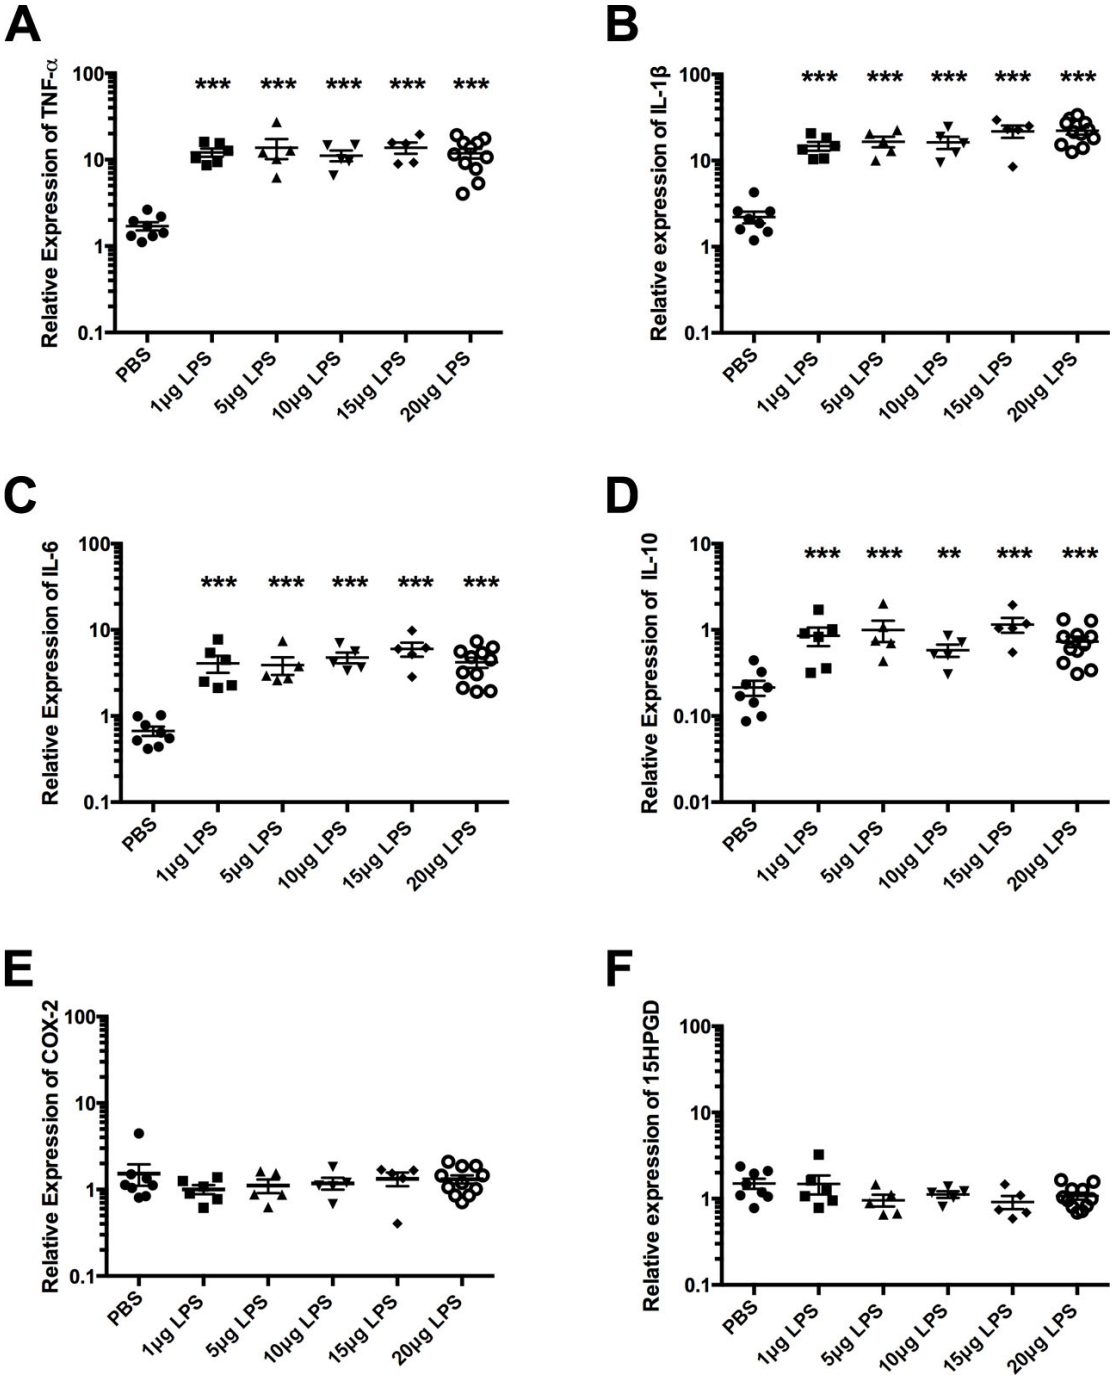 A
Relative Expression of TNF-α
100
10
1
0.1
*** *** *** *** ***
PBS
1µg LPS
5µg LPS
10µg LPS
15µg LPS
20µg LPS
B
Relative expression of IL-1β
100
10
1
0.1
*** *** *** *** ***
PBS
1µg LPS
5µg LPS
10µg LPS
15µg LPS
20µg LPS
C
Relative Expression of IL-6
100
10
1
0.1
*** *** *** *** ***
PBS
1µg LPS
5µg LPS
10µg LPS
15µg LPS
20µg LPS
D
Relative Expression of IL-10
10
1
0.10
0.01
*** *** ** *** ***
PBS
1µg LPS
5µg LPS
10µg LPS
15µg LPS
20µg LPS
E
Relative Expression of COX-2
100
10
1
0.1
PBS
1µg LPS
5µg LPS
10µg LPS
15µg LPS
20µg LPS
F
Relative expression of 15HPGD
100
10
1
0.1
PBS
1µg LPS
5µg LPS
10µg LPS
15µg LPS
20µg LPS